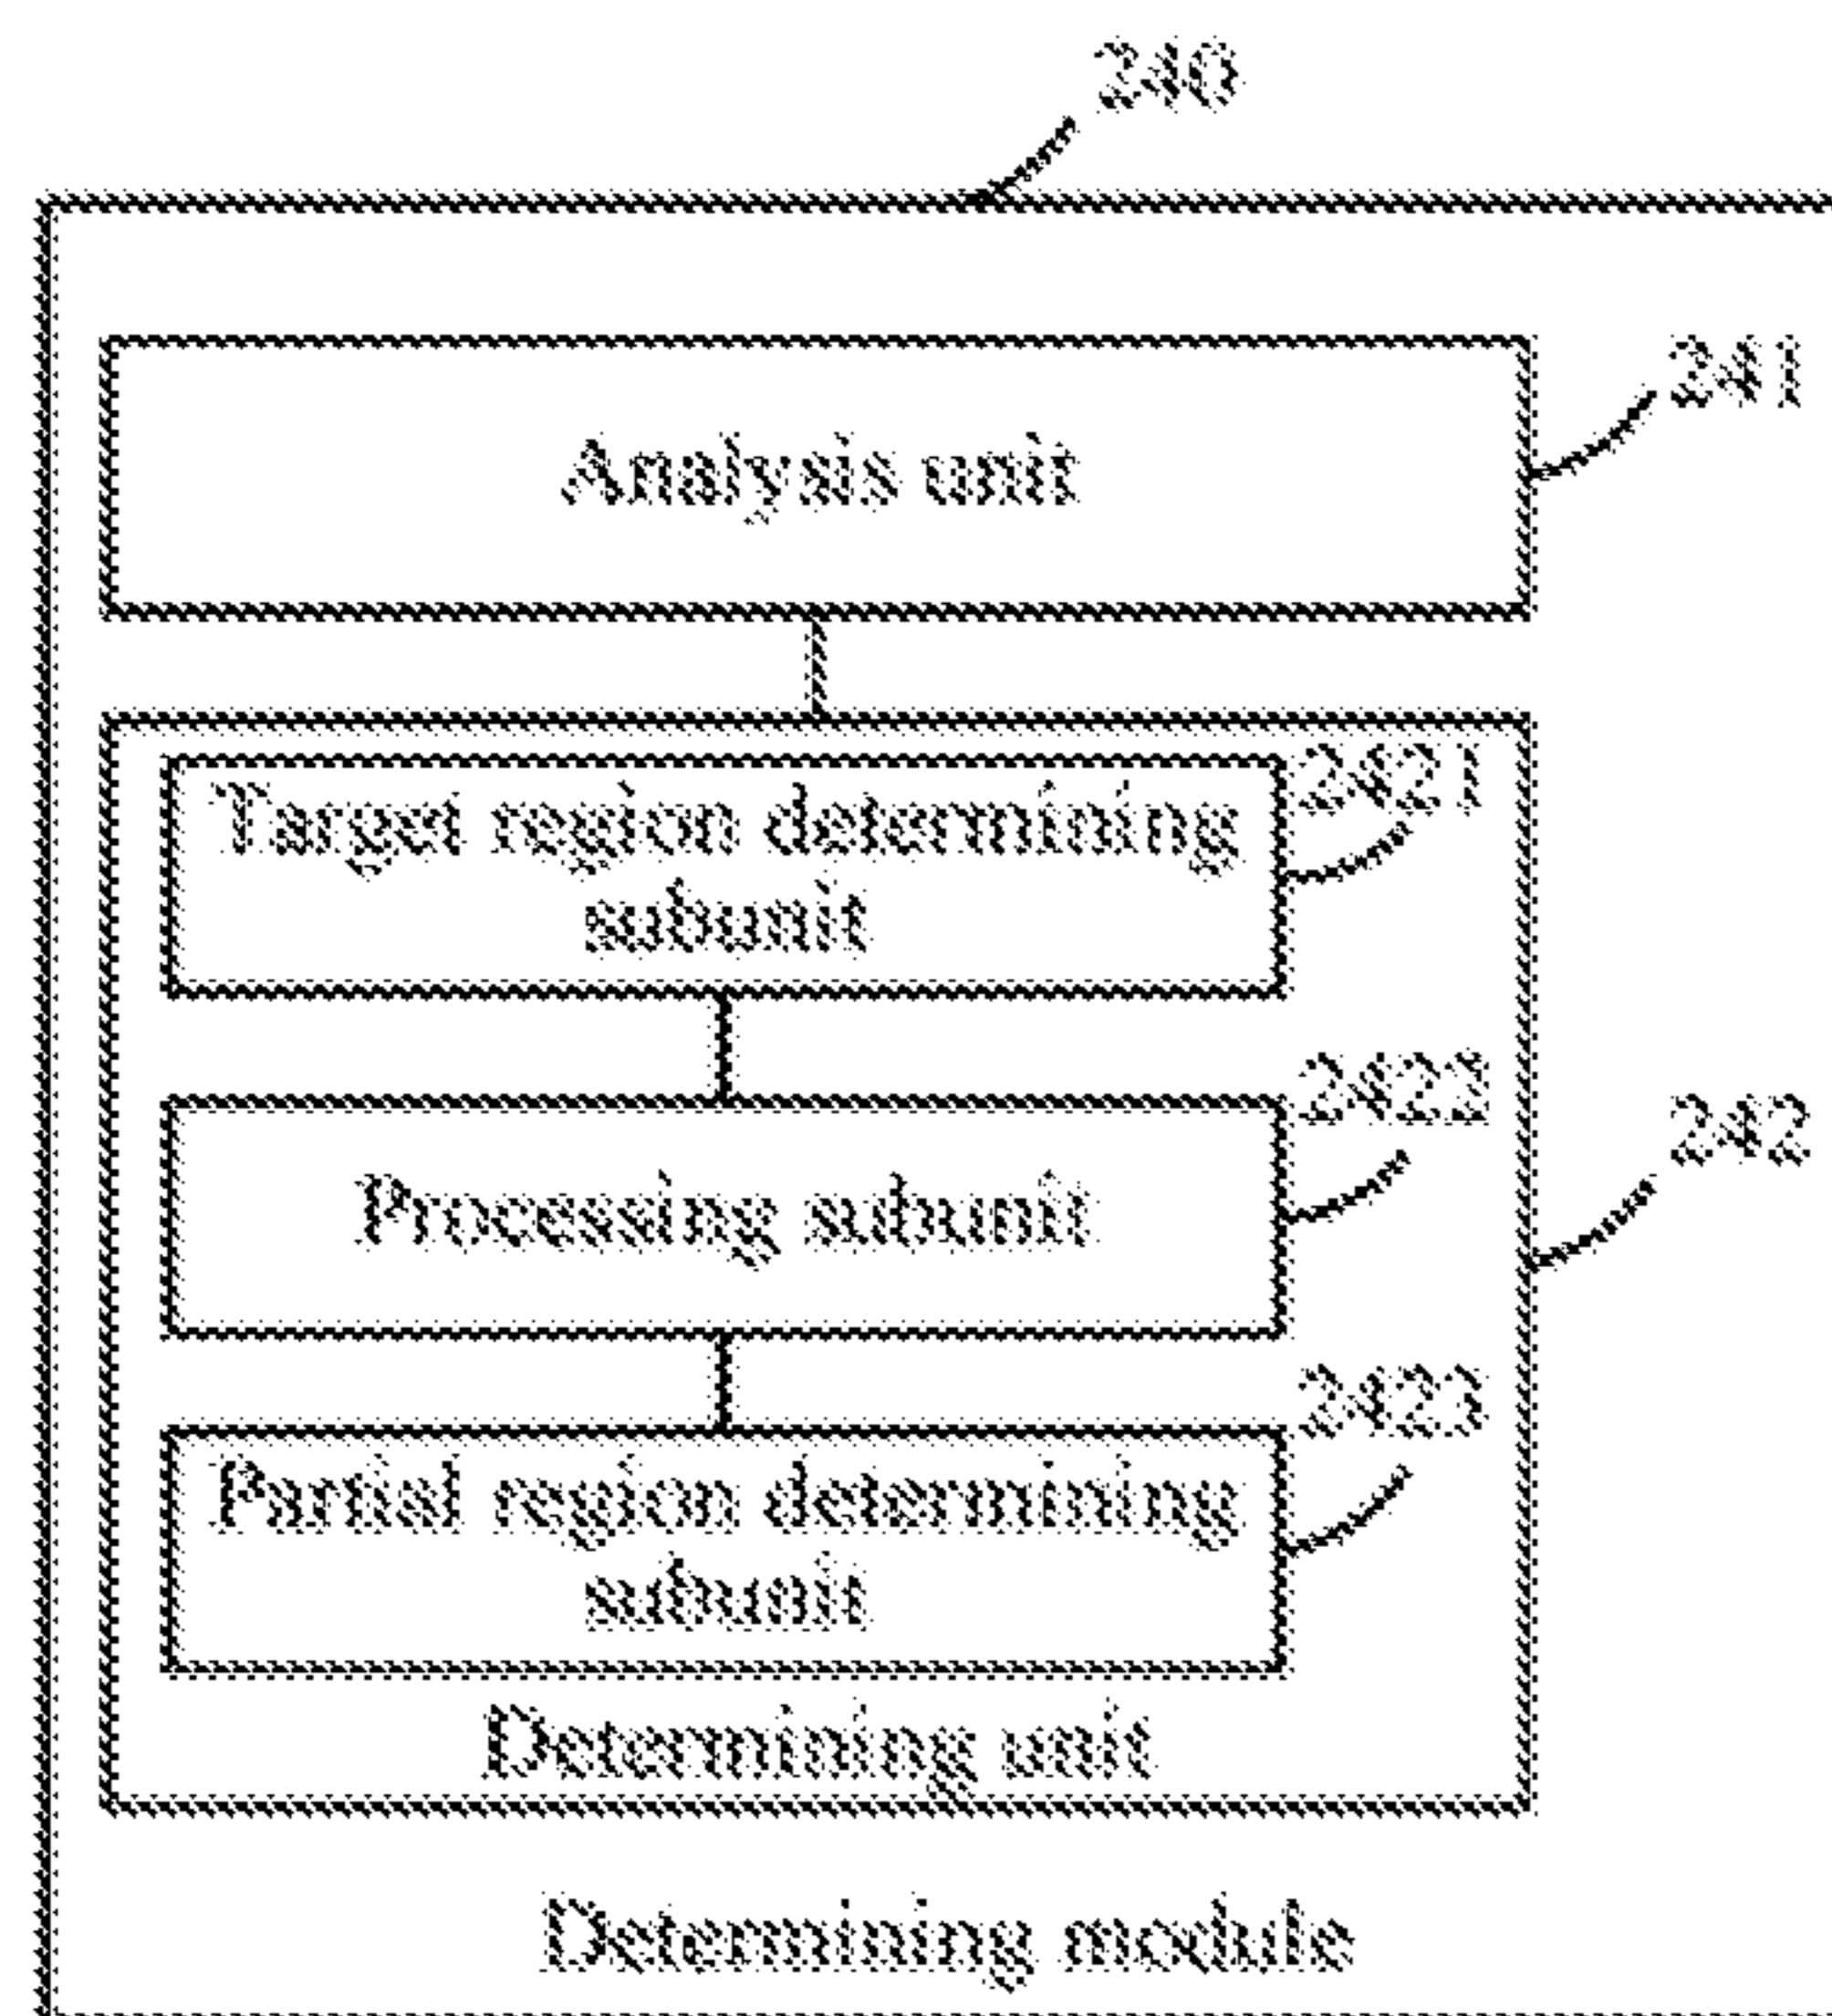 240
241
Analysis unit
2421
Target region determining
subunit
2422
242
Processing subunit
2423
Partial region determining
subunit
Determining unit
Determining module